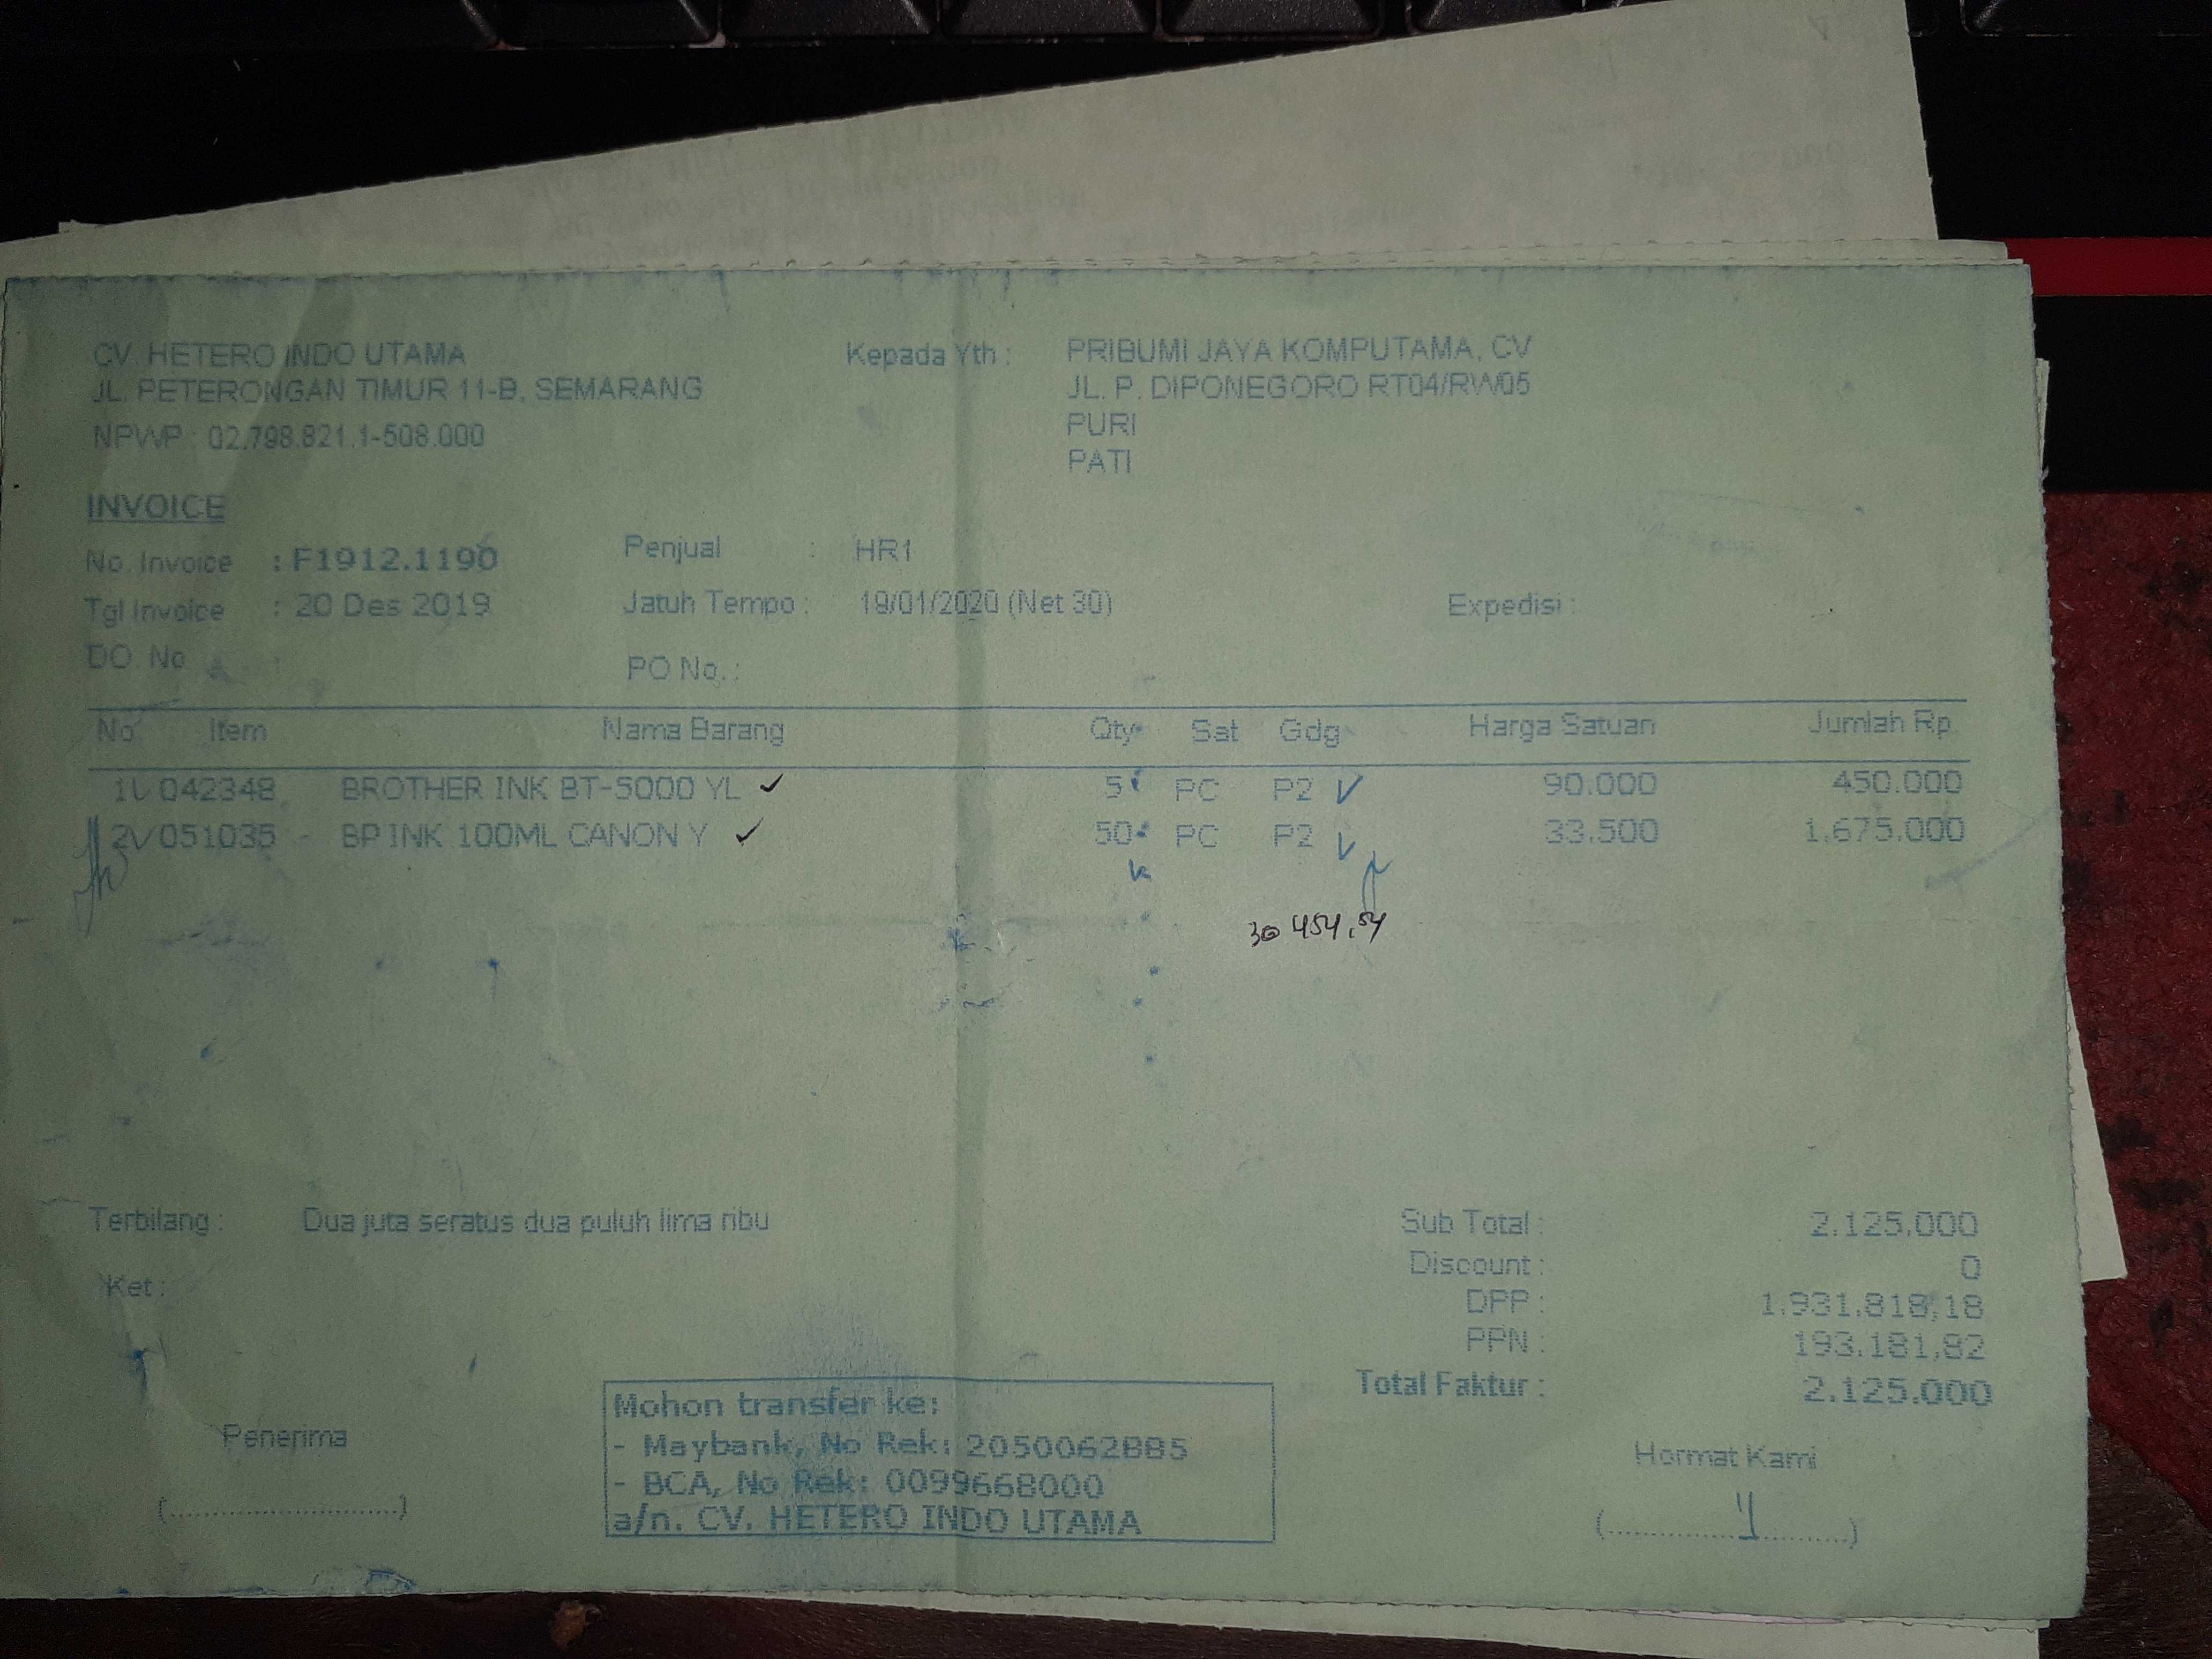 CV. HETERO INDO UTAMA
JL. PETERONGAN TIMUR 11-B, SEMARANG
NPWP : 02.798.821.1-508.000
Kepada Yth : PRIBUMI JAYA KOMPUTAMA, CV
JL. P. DIPONEGORO RT04/RW05
PURI
PATI
INVOICE
No. Invoice : F1912.1190 Penjual : HR1
Tgl Invoice : 20 Des 2019 Jatuh Tempo : 19/01/2020 (Net 30) Expedisi :
DO. No : PO No. :
No. Item Nama Barang Qty Sat Gdg Harga Satuan Jumlah Rp.
1 042348 BROTHER INK BT-5000 YL 5 PC P2 90.000 450.000
2 051035 BP INK 100ML CANON Y 50 PC P2 33.500 1.675.000
30 454,54
Terbilang : Dua juta seratus dua puluh lima ribu
Ket :
Sub Total : 2.125.000
Discount : 0
DPP : 1.931.818,18
PPN : 193.181,82
Total Faktur : 2.125.000
Penerima
(..........................)
Mohon transfer ke:
- Maybank, No Rek: 2050062885
- BCA, No Rek: 0099668000
a/n. CV. HETERO INDO UTAMA
Hormat Kami
(..........................)